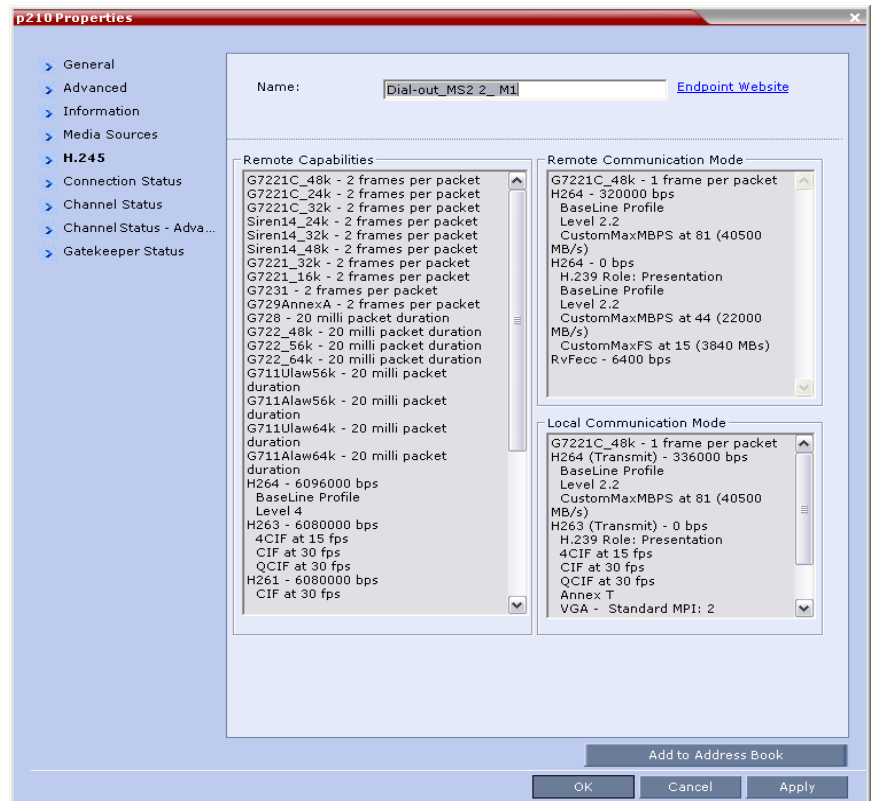 p210 Properties
General
Advanced
Information
Media Sources
H.245
Connection Status
Channel Status
Channel Status - Adva...
Gatekeeper Status
Name:
Dial-out_MS2 2_ M1
Endpoint Website
Remote Capabilities
G7221C_48k - 2 frames per packet
G7221C_24k - 2 frames per packet
G7221C_32k - 2 frames per packet
Siren14_24k - 2 frames per packet
Siren14_32k - 2 frames per packet
Siren14_48k - 2 frames per packet
G7221_32k - 2 frames per packet
G7221_16k - 2 frames per packet
G7231 - 2 frames per packet
G729AnnexA - 2 frames per packet
G728 - 20 milli packet duration
G722_48k - 20 milli packet duration
G722_56k - 20 milli packet duration
G722_64k - 20 milli packet duration
G711Ulaw56k - 20 milli packet
duration
G711Alaw56k - 20 milli packet
duration
G711Ulaw64k - 20 milli packet
duration
G711Alaw64k - 20 milli packet
duration
H264 - 6096000 bps
BaseLine Profile
Level 4
H263 - 6080000 bps
4CIF at 15 fps
CIF at 30 fps
QCIF at 30 fps
H261 - 6080000 bps
CIF at 30 fps
Remote Communication Mode
G7221C_48k - 1 frame per packet
H264 - 320000 bps
BaseLine Profile
Level 2.2
CustomMaxMBPS at 81 (40500
MB/s)
H264 - 0 bps
H.239 Role: Presentation
BaseLine Profile
Level 2.2
CustomMaxMBPS at 44 (22000
MB/s)
CustomMaxFS at 15 (3840 MBs)
RvFecc - 6400 bps
Local Communication Mode
G7221C_48k - 1 frame per packet
H264 (Transmit) - 336000 bps
BaseLine Profile
Level 2.2
CustomMaxMBPS at 81 (40500
MB/s)
H263 (Transmit) - 0 bps
H.239 Role: Presentation
4CIF at 15 fps
CIF at 30 fps
QCIF at 30 fps
Annex T
VGA - Standard MPI: 2
Add to Address Book
OK
Cancel
Apply